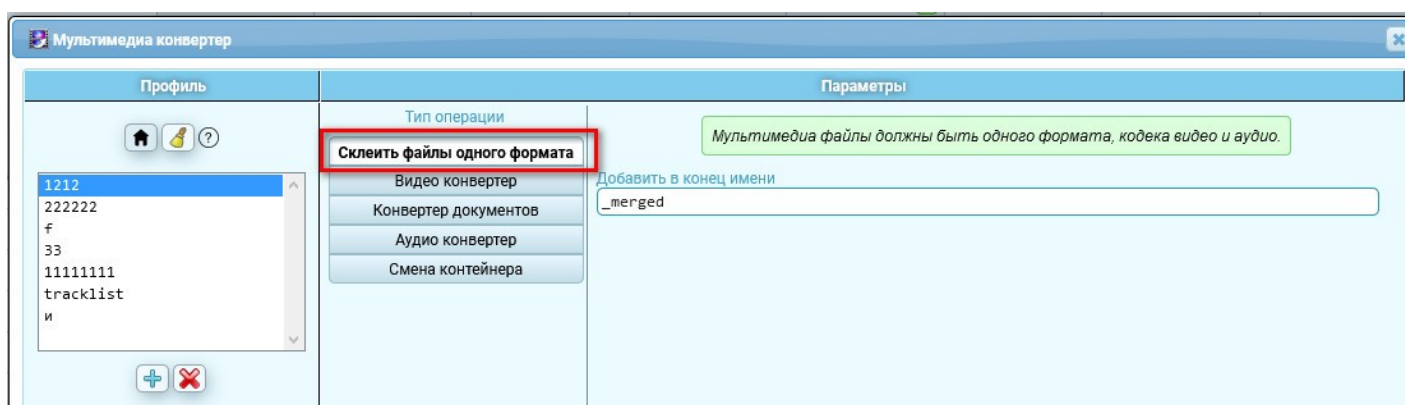 Мультимедиа конвертер
Профиль
Параметры
?
1212
222222
f
33
11111111
tracklist
и
Тип операции
Склеить файлы одного формата
Видео конвертер
Конвертер документов
Аудио конвертер
Смена контейнера
Мультимедиа файлы должны быть одного формата, кодека видео и аудио.
Добавить в конец имени
_merged